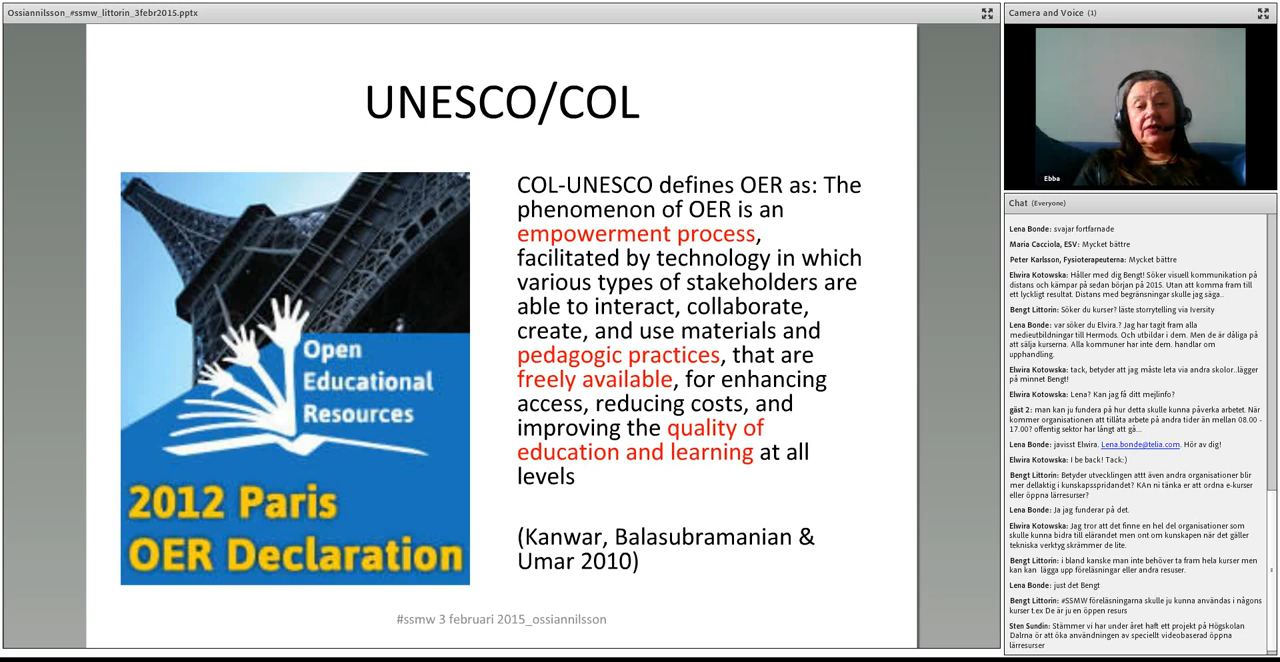 Ossiannilsson_#ssmw_littorin_3febr2015.pptx
UNESCO/COL
Open
Educational
Resources
2012 Paris
OER Declaration
COL-UNESCO defines OER as: The
phenomenon of OER is an
empowerment process,
facilitated by technology in which
various types of stakeholders are
able to interact, collaborate,
create, and use materials and
pedagogic practices, that are
freely available, for enhancing
access, reducing costs, and
improving the quality of
education and learning at all
levels
(Kanwar, Balasubramanian &
Umar 2010)
#ssmw 3 februari 2015_ossiannilsson
Camera and Voice (1)
Ebba
Chat (Everyone)
Lena Bonde: svajar fortfarnade
Maria Cacciola, ESV: Mycket bättre
Peter Karlsson, Fysioterapeuterna: Mycket bättre
Elwira Kotowska: Håller med dig Bengt! Söker visuell kommunikation på
distans och kämpar på sedan början på 2015. Utan att komma fram till
ett lyckligt resultat. Distans med begränsningar skulle jag säga..
Bengt Littorin: Söker du kurser? läste storrytelling via Iversity
Lena Bonde: var söker du Elvira.? Jag har tagit fram alla
medieutbildningar till Hermods. Och utbildar i dem. Men de är dåliga på
att sälja kurserna. Alla kommuner har inte dem. handlar om
upphandling.
Elwira Kotowska: tack, betyder att jag måste leta via andra skolor..lägger
på minnet Bengt!
Elwira Kotowska: Lena? Kan jag få ditt mejlinfo?
gäst 2: man kan ju fundera på hur detta skulle kunna påverka arbetet. När
kommer organisationen att tillåta arbete på andra tider än mellan 08.00 -
17.00? offentlig sektor har långt att gå...
Lena Bonde: javisst Elwira. Lena.bonde@telia.com. Hör av dig!
Elwira Kotowska: I be back! Tack:)
Bengt Littorin: Betyder utvecklingen attt även andra organisationer blir
mer dellaktig i kunskapsspridandet? KAn ni tänka er att ordna e-kurser
eller öppna lärresurser?
Lena Bonde: Ja jag funderar på det.
Elwira Kotowska: Jag tror att det finne en hel del organisationer som
skulle kunna bidra till elärandet men ont om kunskapen när det gäller
tekniska verktyg skrämmer de lite.
Bengt Littorin: i bland kanske man inte behöver ta fram hela kurser men
kan kan lägga upp föreläsningar eller andra resuser.
Lena Bonde: just det Bengt
Bengt Littorin: #SSMW föreläsningarna skulle ju kunna användas i någons
kurser t.ex De är ju en öppen resurs
Sten Sundin: Stämmer vi har under året haft ett projekt på Högskolan
Dalrna ör att öka användningen av speciellt videobaserad öppna
lärresurser